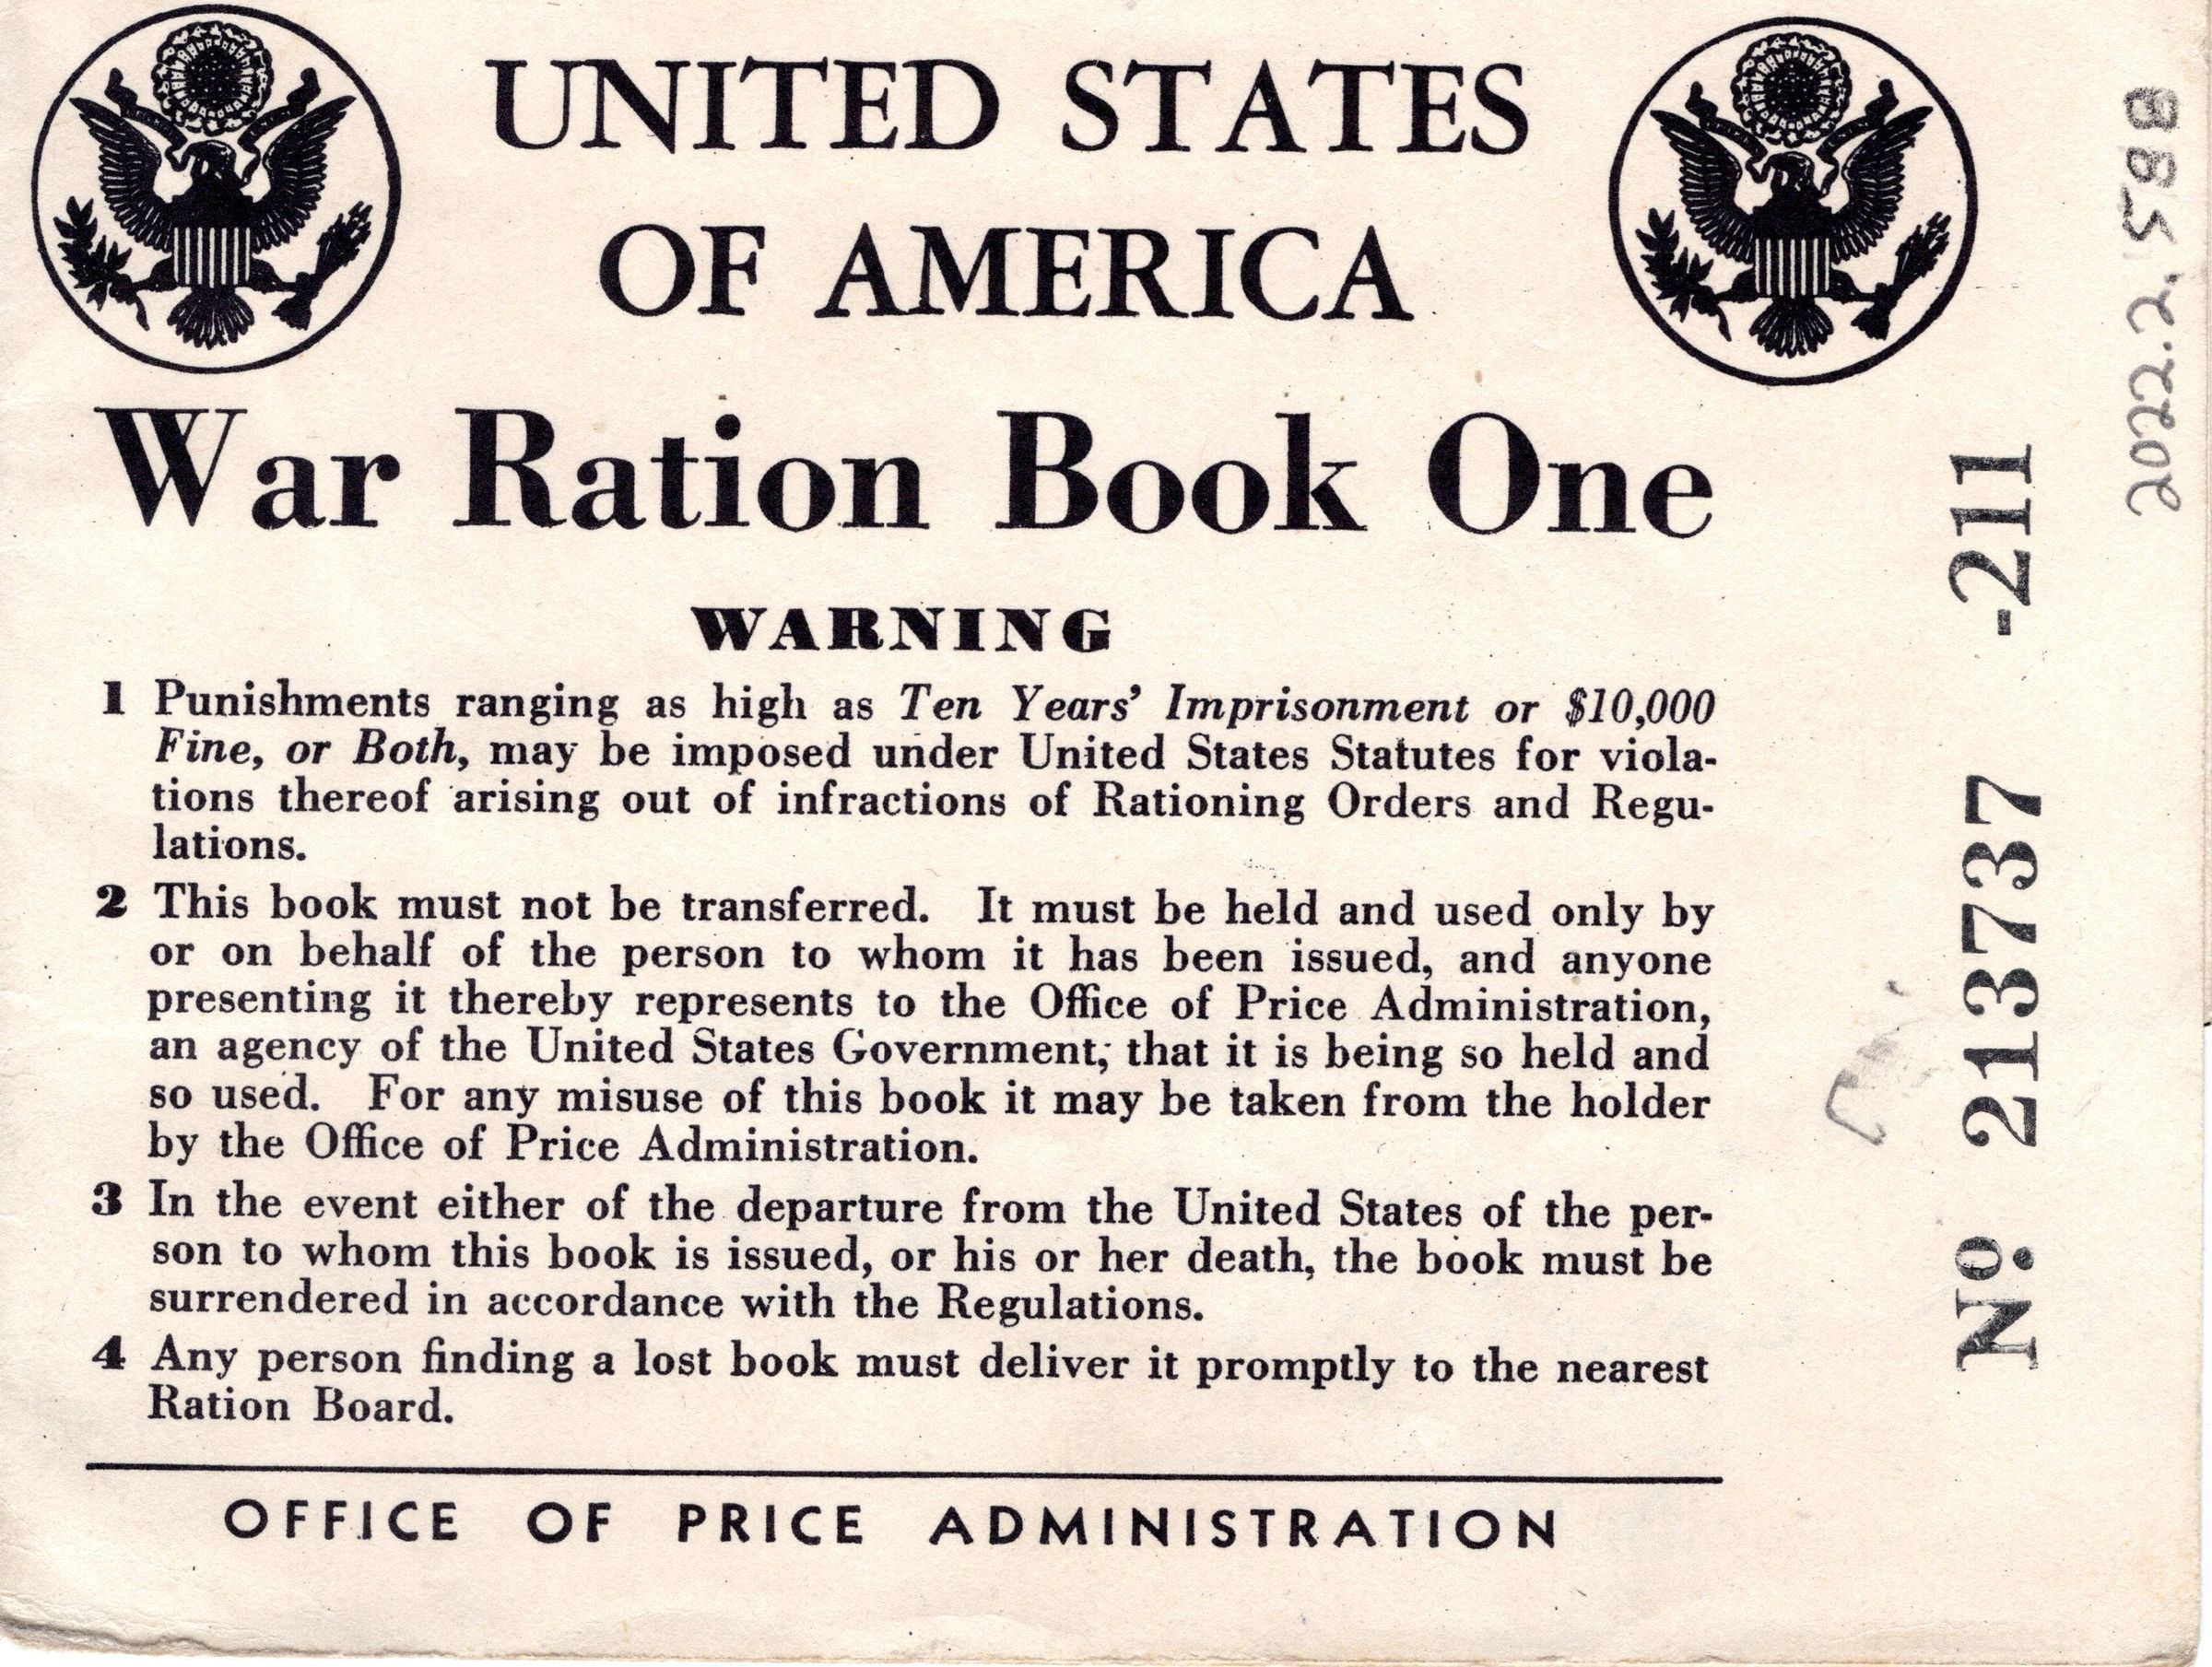 UNITED STATES
OF AMERICA
War Ration Book One
WARNING
1 Punishments ranging as high as Ten Years' Imprisonment or $10,000
Fine, or Both, may be imposed under United States Statutes for viola-
tions thereof arising out of infractions of Rationing Orders and Regu-
lations.
2 This book must not be transferred. It must be held and used only by
or on behalf of the person to whom it has been issued, and anyone
presenting it thereby represents to the Office of Price Administration,
an agency of the United States Government, that it is being so held and
so used. For any misuse of this book it may be taken from the holder
by the Office of Price Administration.
3 In the event either of the departure from the United States of the per-
son to whom this book is issued, or his or her death, the book must be
surrendered in accordance with the Regulations.
4 Any person finding a lost book must deliver it promptly to the nearest
Ration Board.
OFFICE OF PRICE ADMINISTRATION
Nº 213737 -211
2022.2.588